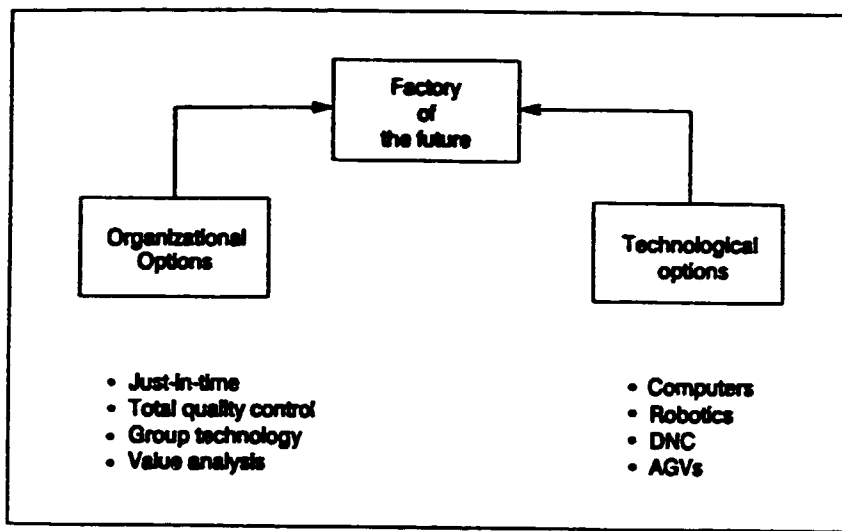 Factory
of
the future
Organizational
Options
Technological
options
• Just-in-time
• Total quality control
• Group technology
• Value analysis
• Computers
• Robotics
• DNC
• AGVs